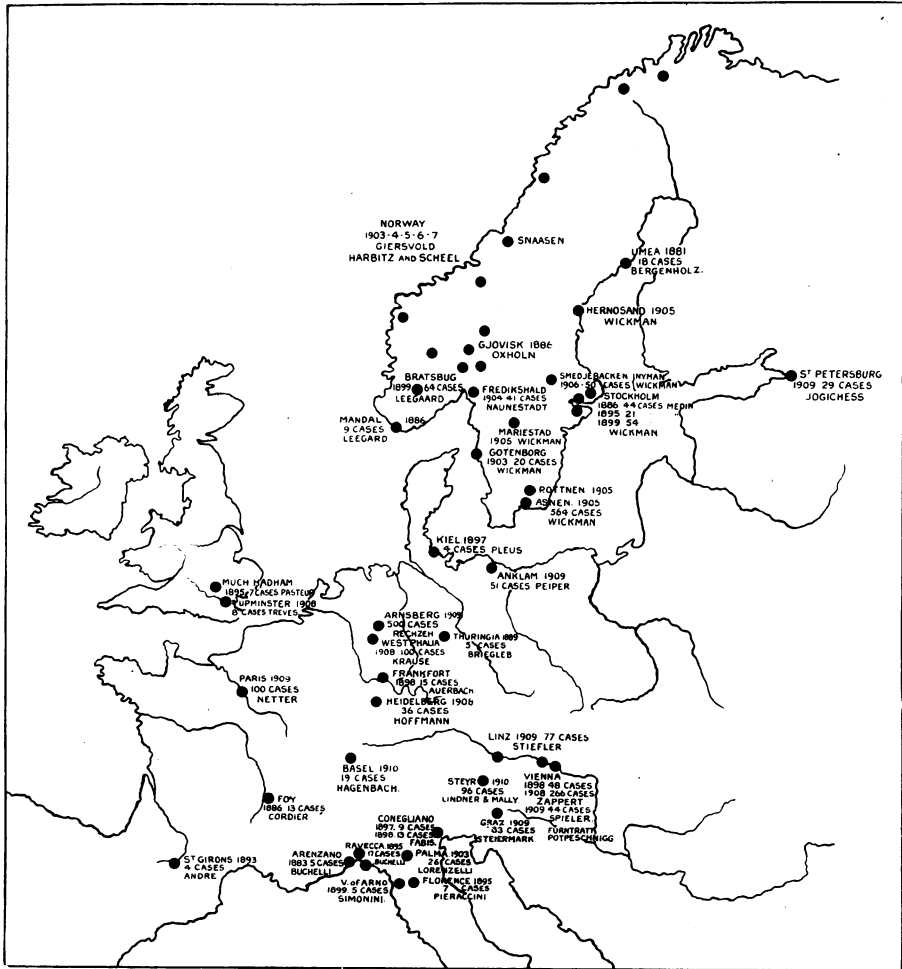 NORWAY
1903-4-5-6-7
GIERSVOLD
HARBITZ AND SCHEEL
SNAASEN
UMEA 1881
18 CASES
BERGENHOLZ.
HERNOSAND 1905
WICKMAN
GJOVISK 1886
OXHOLN
BRATSBUG
1899 64 CASES
LEEGAARD
FREDIKSHALD
1904 41 CASES
NAUNESTADT
SMEDJEBACKEN INYMAN
1906-50 CASES WICKMAN
STOCKHOLM
1886 44 CASES MEDIN
1895 21
1899 54
WICKMAN
ST PETERSBURG
1909 29 CASES
JOGICHESS
MANDAL 1886
9 CASES
LEEGARD
MARIESTAD
1905 WICKMAN
GOTENBORG
1903 20 CASES
WICKMAN
ROTTNEN 1905
ASNEN. 1905
364 CASES
WICKMAN
KIEL 1897
4 CASES PLEUS
ANKLAM 1909
51 CASES PEIPER
MUCH HADHAM
1895-7 CASES PASTEUR
UPMINSTER 1908
8 CASES TREVES
ARNSBERG 1909
500 CASES
RECHZEH
WESTPHALIA
1908 100 CASES
KRAUSE
THURINGIA 1889
5 CASES
BRIEGLEB
FRANKFORT
1898 15 CASES
AUERBACH
HEIDELBERG 1908
36 CASES
HOFFMANN
PARIS 1909
100 CASES
NETTER
LINZ 1909 77 CASES
STIEFLER
BASEL 1910
19 CASES
HAGENBACH.
STEYR 1910
96 CASES
LINDNER & MALLY
VIENNA
1898 48 CASES
1908 266 CASES
ZAPPERT
1909 44 CASES
SPIELER.
FOY
1886 13 CASES
CORDIER
GRAZ 1909
33 CASES
STEIERMARK.
FÜRNTRATT
POTPESCHNIGG
CONEGLIANO
1897. 9 CASES
1898. 13 CASES
FABIS.
RAVECCA. 1895
17 CASES
BUCHELLI
ARENZANO
1883 5 CASES
BUCHELLI
PALMA 1903
26 CASES
LORENZELLI
ST GIRONS 1893
4 CASES
ANDRE
V. of ARNO
1899. 5 CASES
SIMONINI.
FLORENCE 1895
7 CASES
PIERACCINI